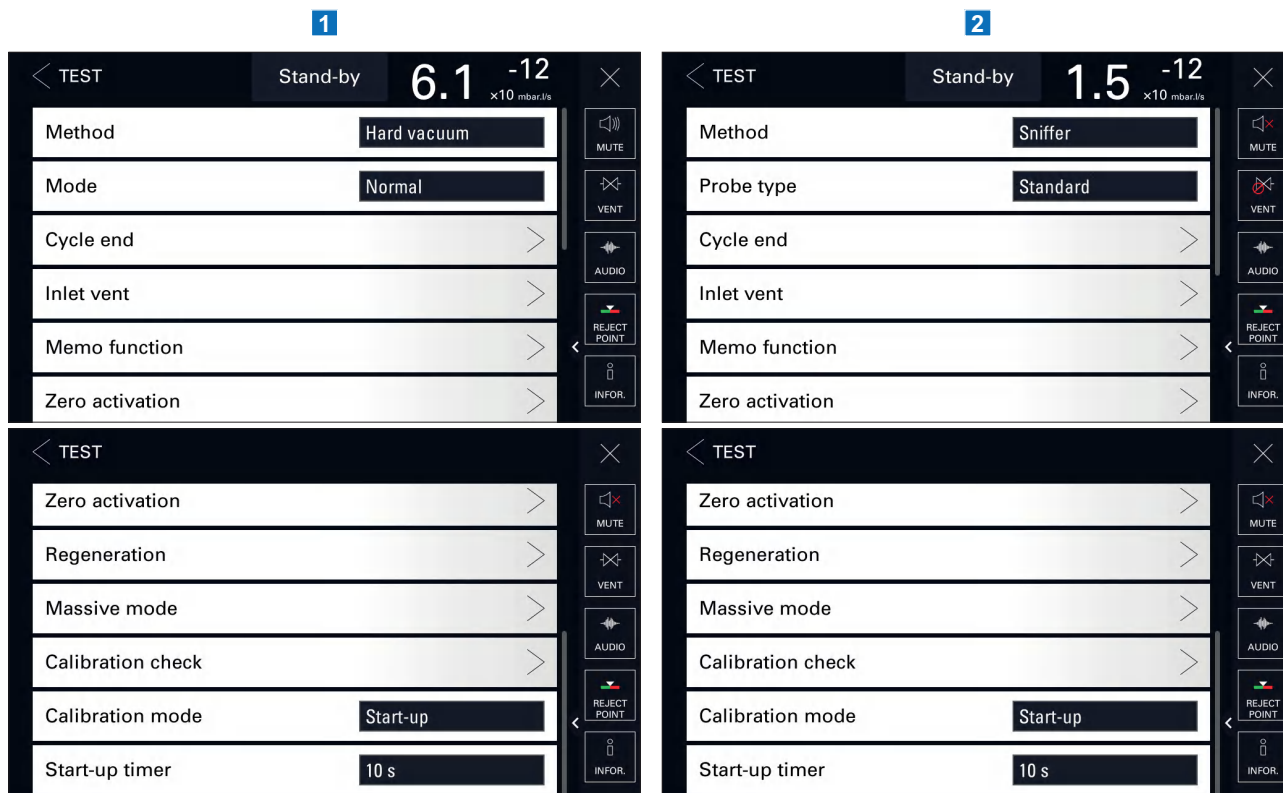 1
TEST
Stand-by
6.1 -12
×10 mbar.l/s
Method
Hard vacuum
Mode
Normal
Cycle end
Inlet vent
Memo function
Zero activation
MUTE
VENT
AUDIO
REJECT
POINT
INFOR.
2
TEST
Stand-by
1.5 -12
×10 mbar.l/s
Method
Sniffer
Probe type
Standard
Cycle end
Inlet vent
Memo function
Zero activation
MUTE
VENT
AUDIO
REJECT
POINT
INFOR.
TEST
Zero activation
Regeneration
Massive mode
Calibration check
Calibration mode
Start-up
Start-up timer
10 s
MUTE
VENT
AUDIO
REJECT
POINT
INFOR.
TEST
Zero activation
Regeneration
Massive mode
Calibration check
Calibration mode
Start-up
Start-up timer
10 s
MUTE
VENT
AUDIO
REJECT
POINT
INFOR.